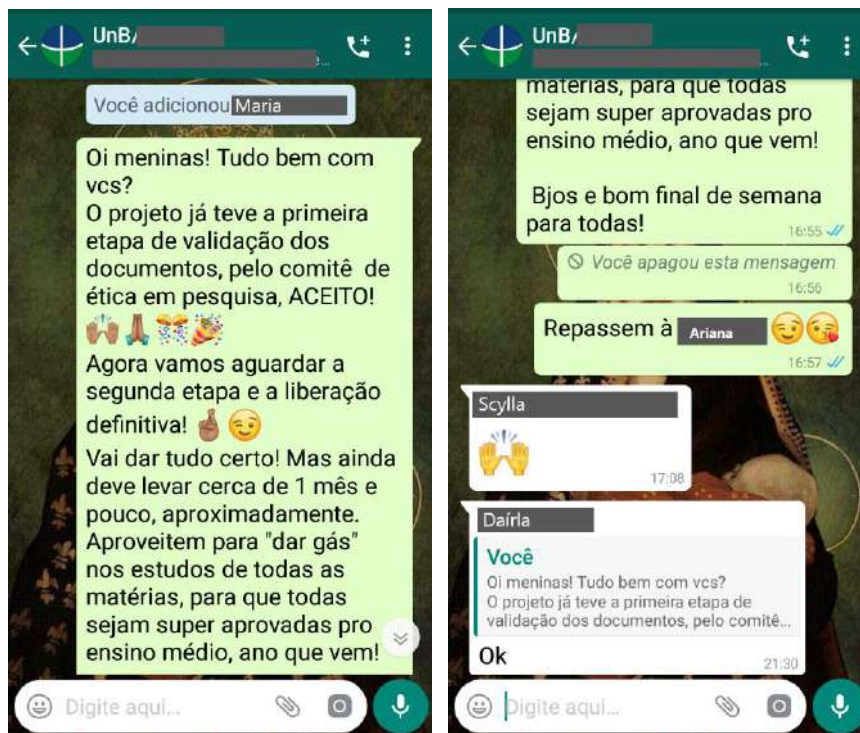 UnB/
Você adicionou Maria
Oi meninas! Tudo bem com
vcs?
O projeto já teve a primeira
etapa de validação dos
documentos, pelo comitê de
ética em pesquisa, ACEITO!
🙌🏽🙏🏽🎊🎉
Agora vamos aguardar a
segunda etapa e a liberação
definitiva! 🤞🏽😉
Vai dar tudo certo! Mas ainda
deve levar cerca de 1 mês e
pouco, aproximadamente.
Aproveitem para "dar gás"
nos estudos de todas as
matérias, para que todas
sejam super aprovadas pro
ensino médio, ano que vem!
Digite aqui...
UnB/
matérias, para que todas
sejam super aprovadas pro
ensino médio, ano que vem!
Bjos e bom final de semana
para todas!
16:55
Você apagou esta mensagem
16:56
Repassem à Ariana 😉😘
16:57
Scylla
🙌
17:08
Daírla
Você
Oi meninas! Tudo bem com vcs?
O projeto já teve a primeira etapa de
validação dos documentos, pelo comitê...
Ok
21:30
Digite aqui...